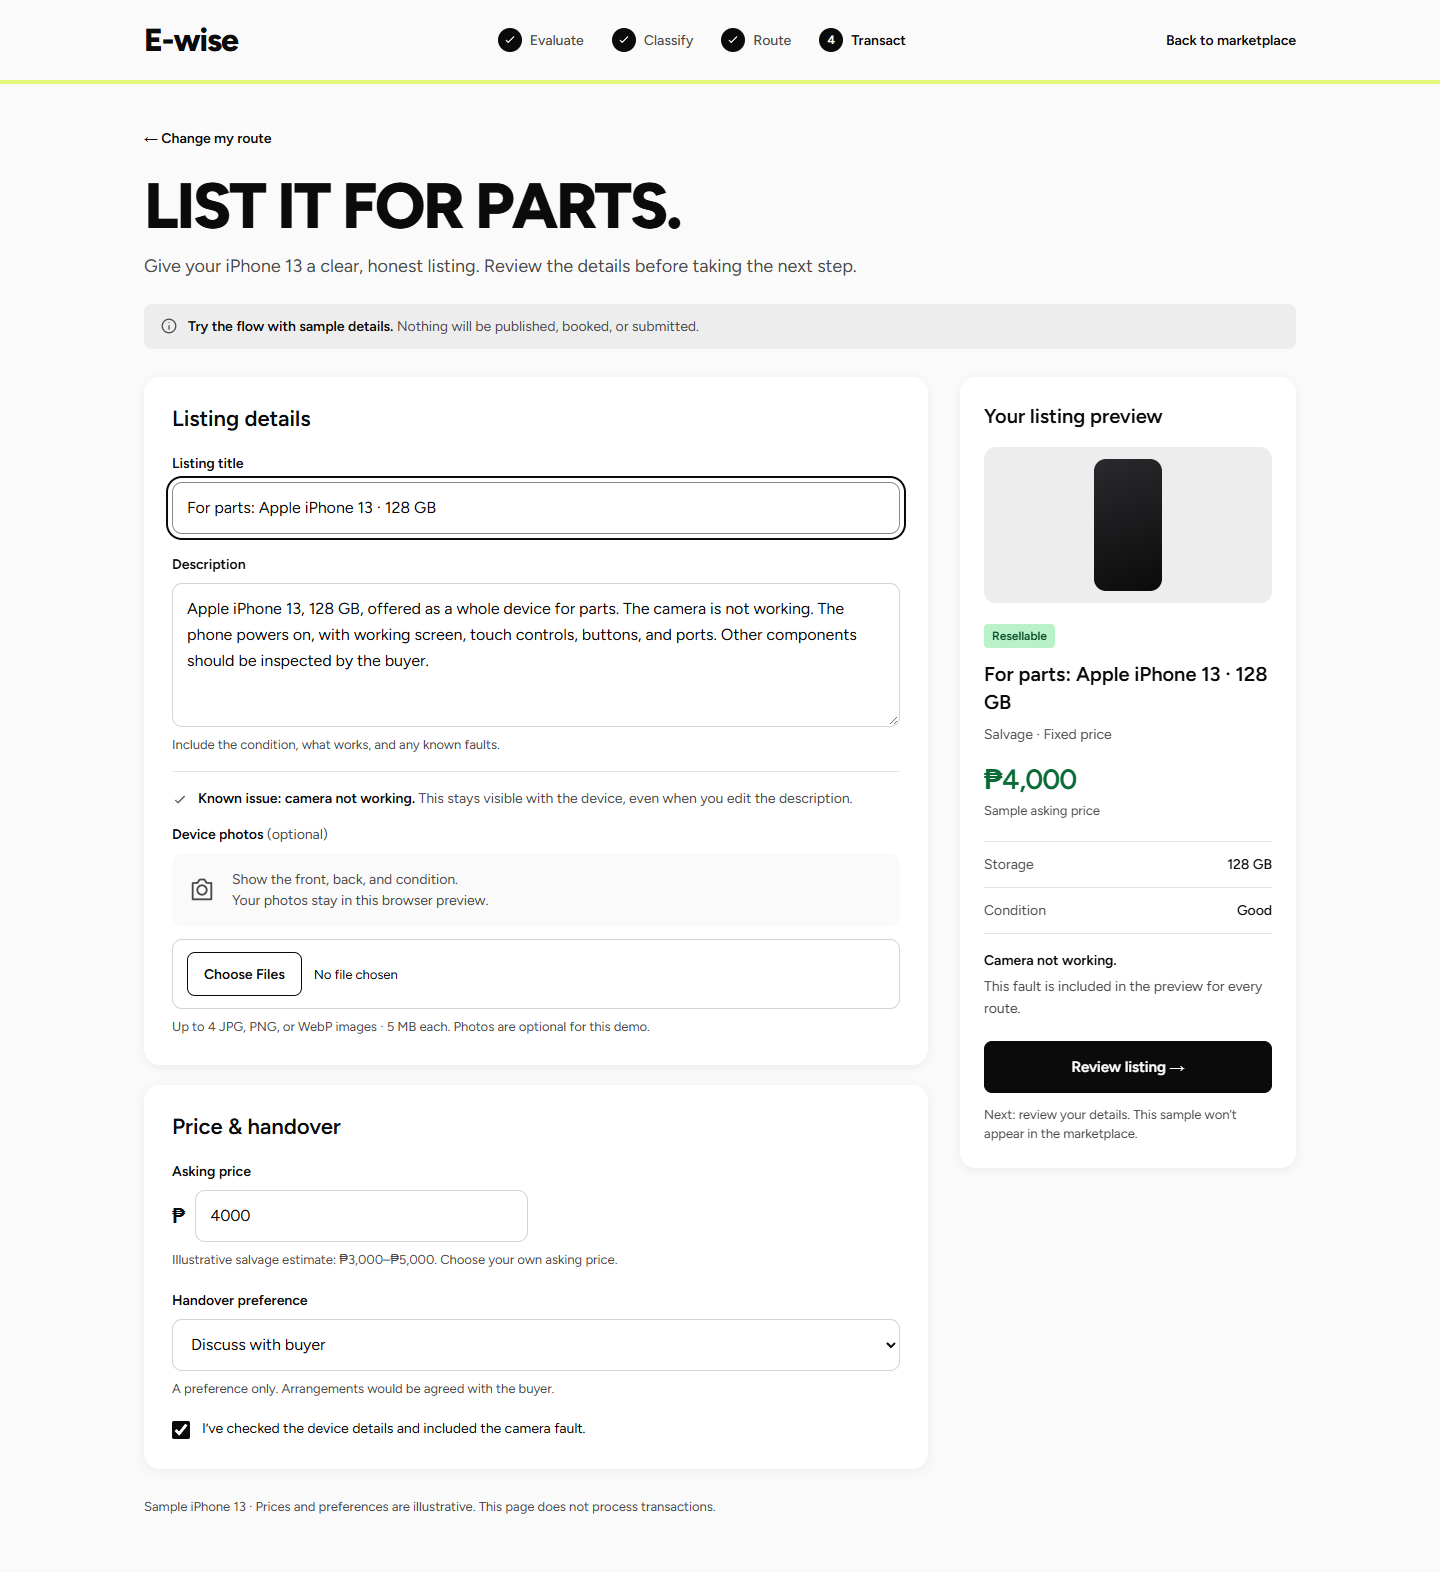 E-wise
Evaluate
Classify
Route
4 Transact
Back to marketplace
← Change my route
LIST IT FOR PARTS.
Give your iPhone 13 a clear, honest listing. Review the details before taking the next step.
Try the flow with sample details. Nothing will be published, booked, or submitted.
Listing details
Listing title
For parts: Apple iPhone 13 · 128 GB
Description
Apple iPhone 13, 128 GB, offered as a whole device for parts. The camera is not working. The
phone powers on, with working screen, touch controls, buttons, and ports. Other components
should be inspected by the buyer.
Include the condition, what works, and any known faults.
Known issue: camera not working. This stays visible with the device, even when you edit the description.
Device photos (optional)
Show the front, back, and condition.
Your photos stay in this browser preview.
Choose Files No file chosen
Up to 4 JPG, PNG, or WebP images · 5 MB each. Photos are optional for this demo.
Price & handover
Asking price
₱ 4000
Illustrative salvage estimate: ₱3,000–₱5,000. Choose your own asking price.
Handover preference
Discuss with buyer
A preference only. Arrangements would be agreed with the buyer.
I've checked the device details and included the camera fault.
Your listing preview
Resellable
For parts: Apple iPhone 13 · 128
GB
Salvage · Fixed price
₱4,000
Sample asking price
Storage 128 GB
Condition Good
Camera not working.
This fault is included in the preview for every
route.
Review listing →
Next: review your details. This sample won't
appear in the marketplace.
Sample iPhone 13 · Prices and preferences are illustrative. This page does not process transactions.